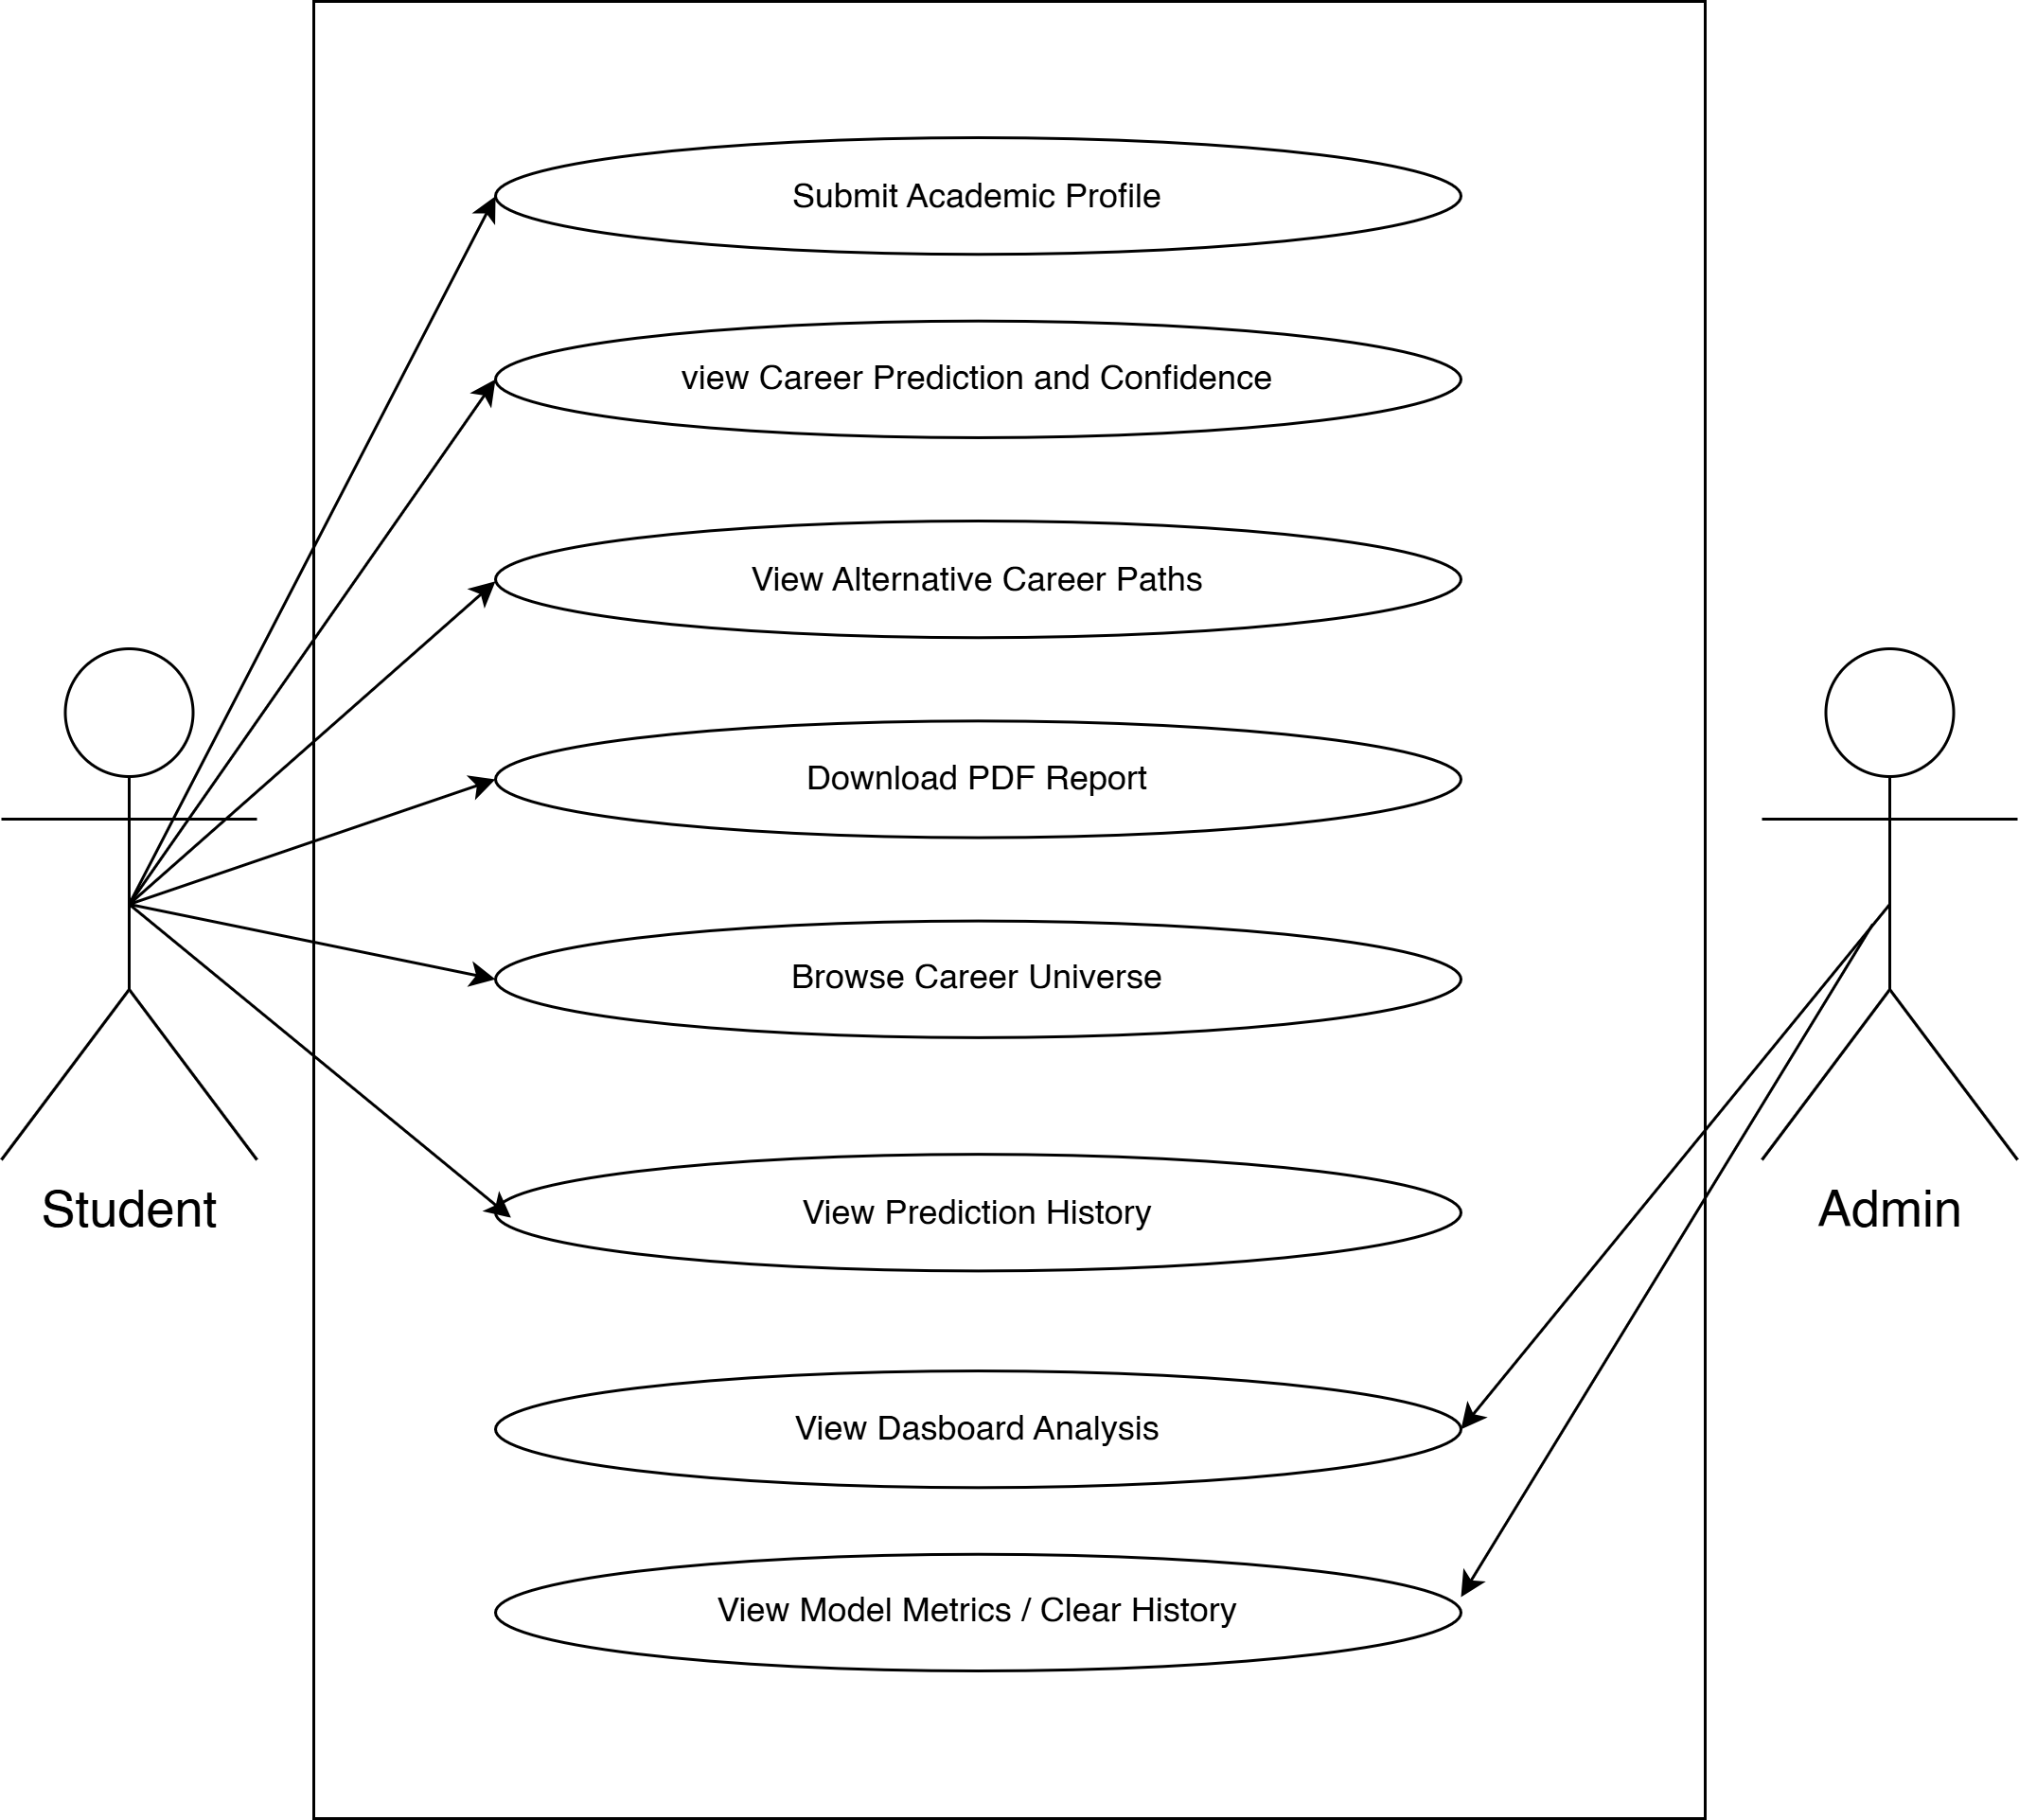 Submit Academic Profile
view Career Prediction and Confidence
View Alternative Career Paths
Download PDF Report
Browse Career Universe
View Prediction History
Student
Admin
View Dasboard Analysis
View Model Metrics / Clear History